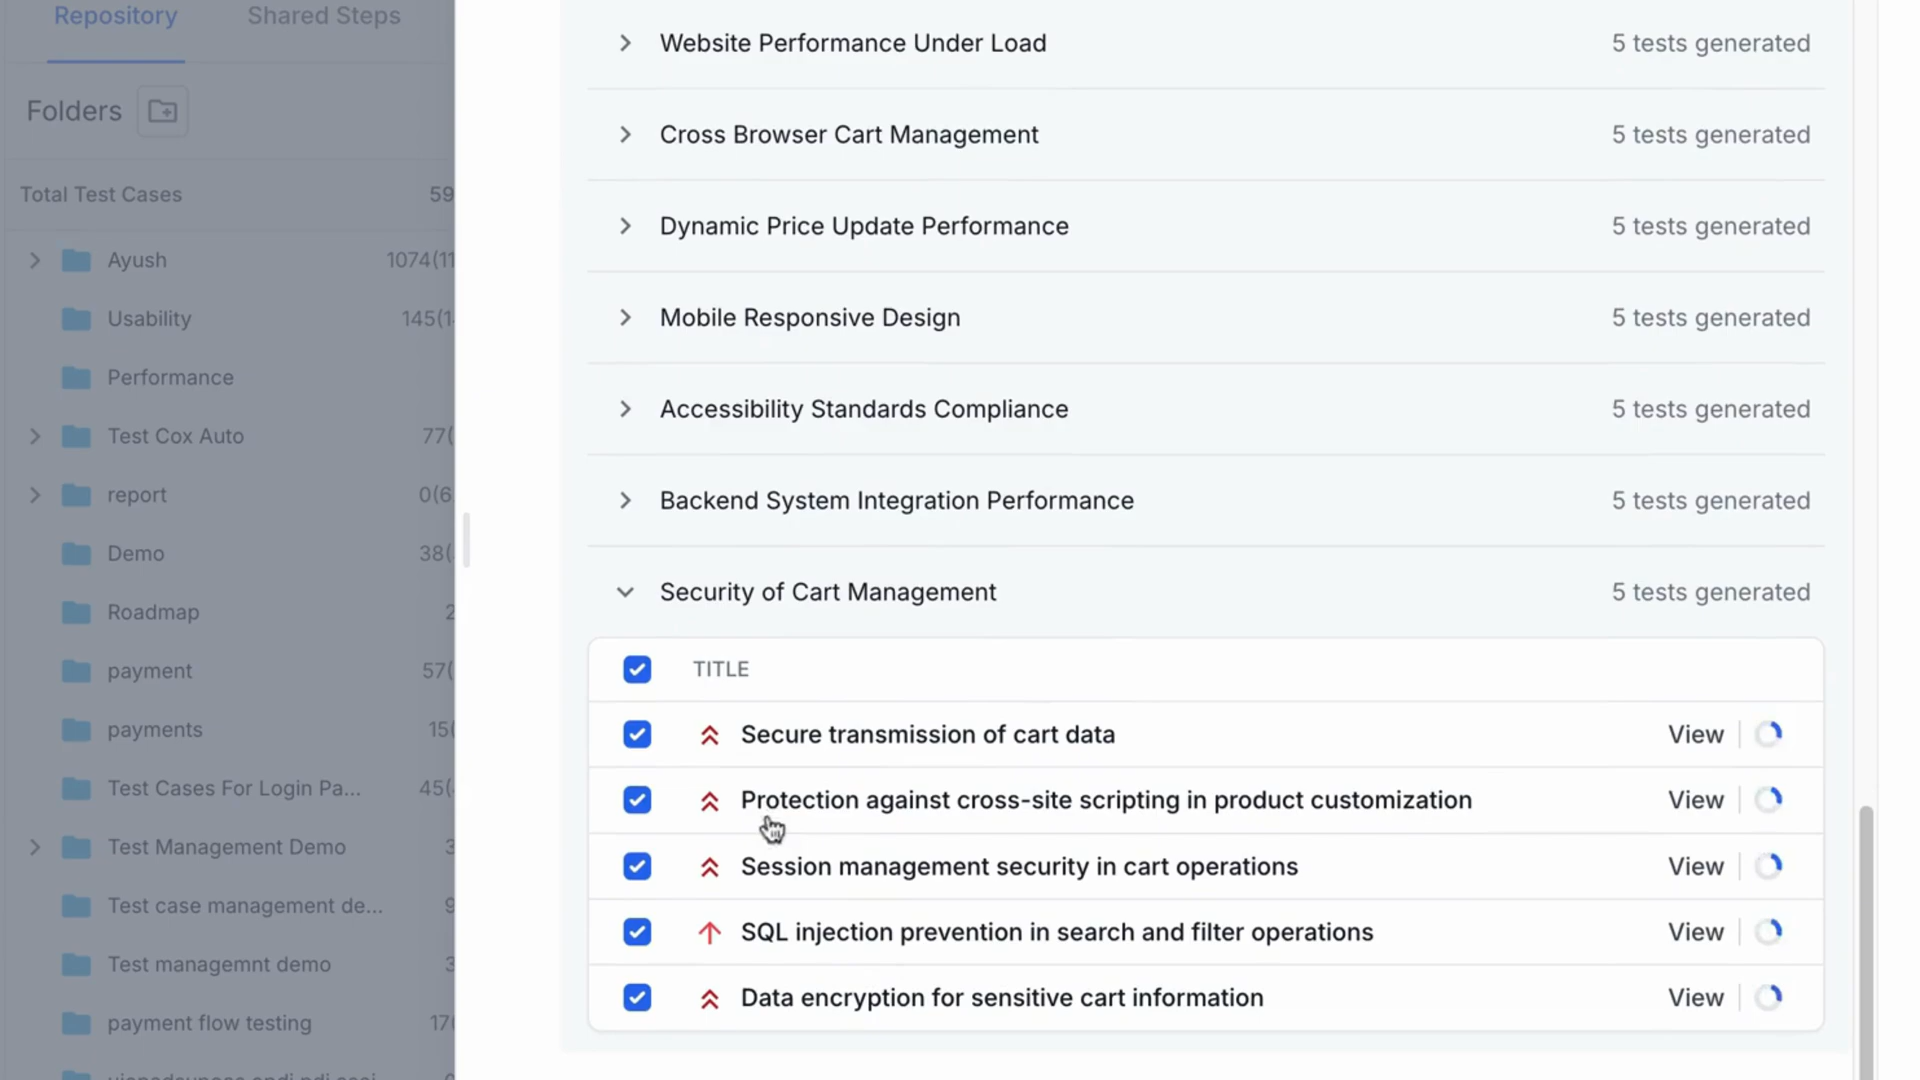 Repository
Shared Steps
Folders
Total Test Cases 59
Ayush 1074(11
Usability 145(1
Performance
Test Cox Auto 77(
report 0(6
Demo 38(
Roadmap 2
payment 57(
payments 15(
Test Cases For Login Pa... 45(
Test Management Demo 3
Test case management de... 9
Test managemnt demo 3
payment flow testing 17(
Website Performance Under Load 5 tests generated
Cross Browser Cart Management 5 tests generated
Dynamic Price Update Performance 5 tests generated
Mobile Responsive Design 5 tests generated
Accessibility Standards Compliance 5 tests generated
Backend System Integration Performance 5 tests generated
Security of Cart Management 5 tests generated
TITLE
Secure transmission of cart data View
Protection against cross-site scripting in product customization View
Session management security in cart operations View
SQL injection prevention in search and filter operations View
Data encryption for sensitive cart information View